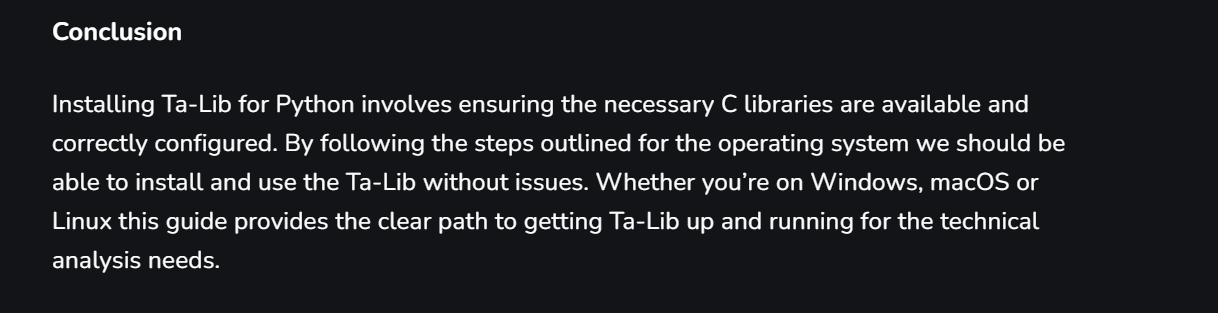 Conclusion
Installing Ta-Lib for Python involves ensuring the necessary C libraries are available and
correctly configured. By following the steps outlined for the operating system we should be
able to install and use the Ta-Lib without issues. Whether you’re on Windows, macOS or
Linux this guide provides the clear path to getting Ta-Lib up and running for the technical
analysis needs.